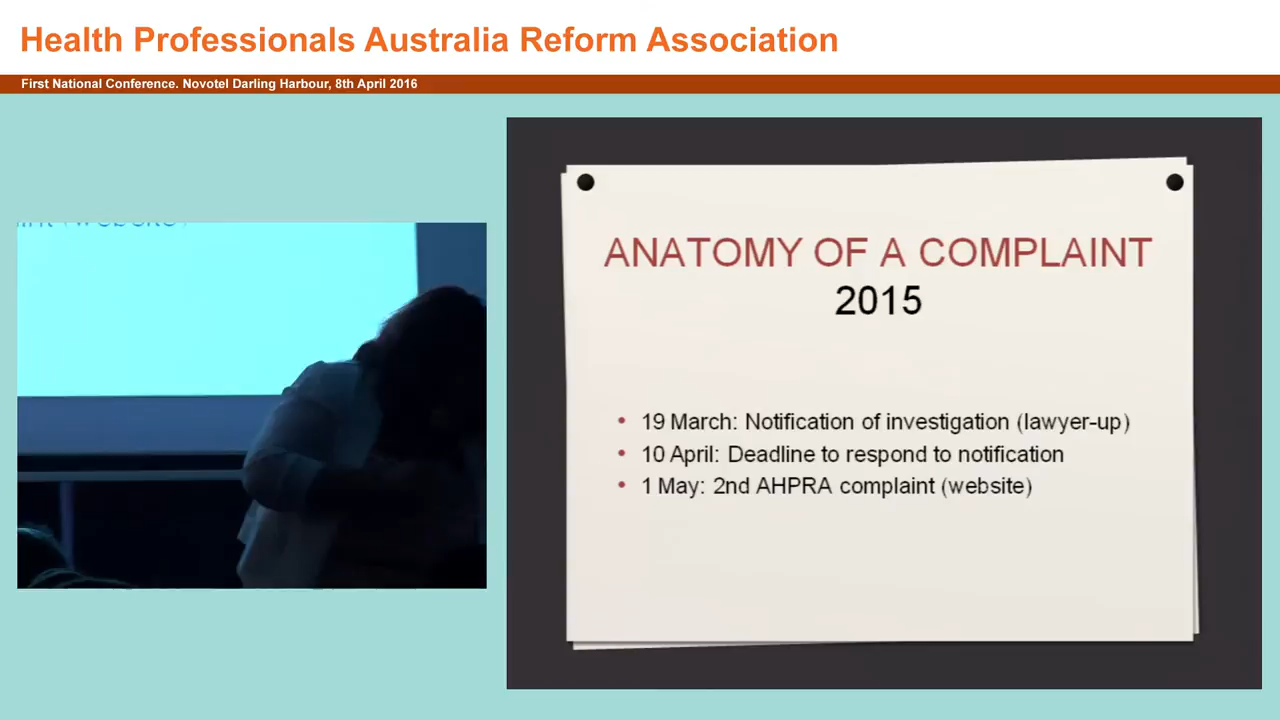 Health Professionals Australia Reform Association
First National Conference. Novotel Darling Harbour, 8th April 2016
ANATOMY OF A COMPLAINT
2015
• 19 March: Notification of investigation (lawyer-up)
• 10 April: Deadline to respond to notification
• 1 May: 2nd AHPRA complaint (website)